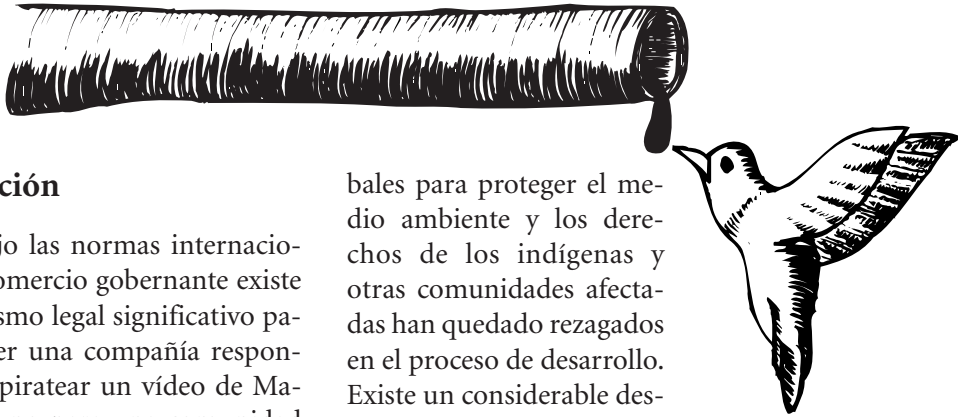 ción
jo las normas internacio-
omercio gobernante existe
smo legal significativo pa-
er una compañía respon-
piratear un vídeo de Ma-
bales para proteger el me-
dio ambiente y los dere-
chos de los indígenas y
otras comunidades afecta-
das han quedado rezagados
en el proceso de desarrollo.
Existe un considerable des-